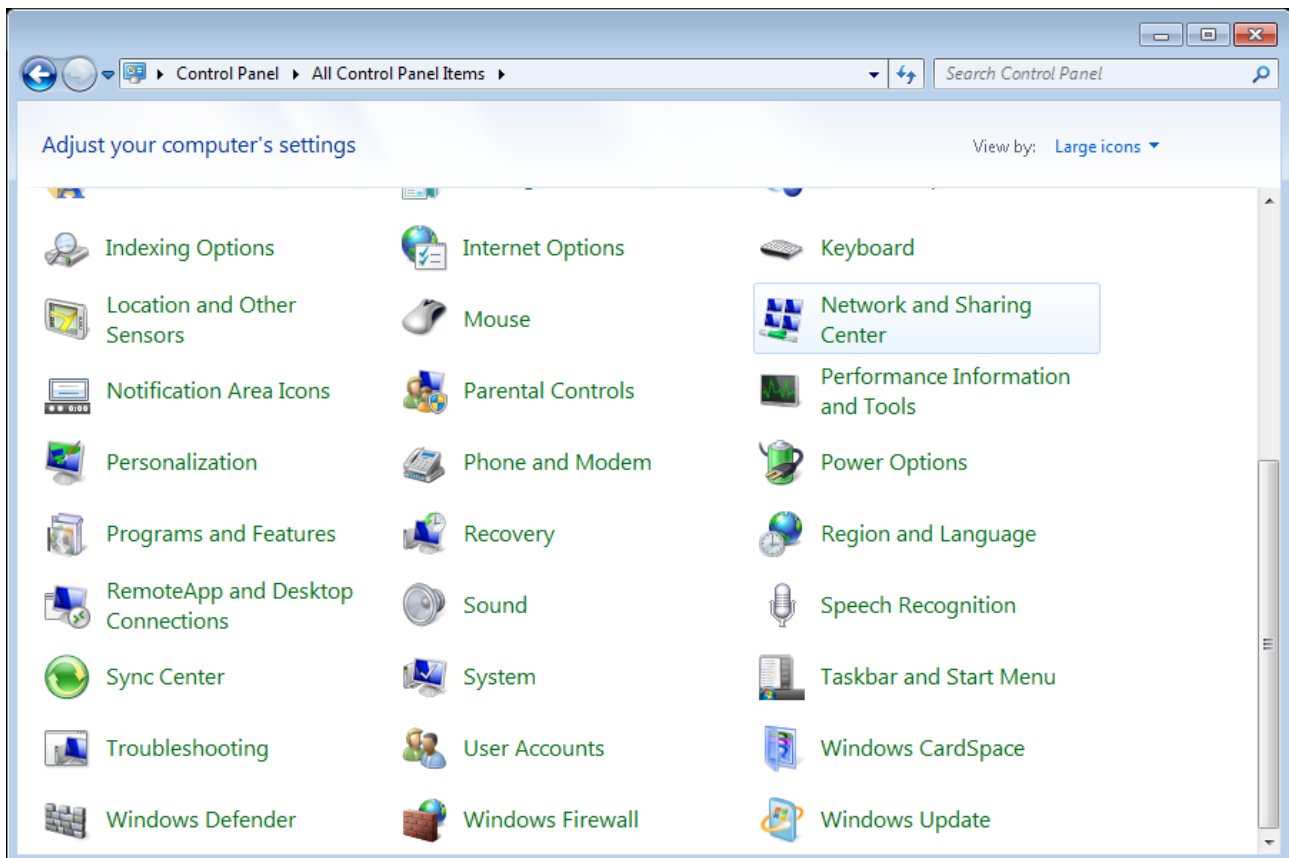 Control Panel ▸ All Control Panel Items ▸
Search Control Panel
Adjust your computer's settings
View by: Large icons
Indexing Options
Internet Options
Keyboard
Location and Other
Sensors
Mouse
Network and Sharing
Center
Notification Area Icons
Parental Controls
Performance Information
and Tools
Personalization
Phone and Modem
Power Options
Programs and Features
Recovery
Region and Language
RemoteApp and Desktop
Connections
Sound
Speech Recognition
Sync Center
System
Taskbar and Start Menu
Troubleshooting
User Accounts
Windows CardSpace
Windows Defender
Windows Firewall
Windows Update